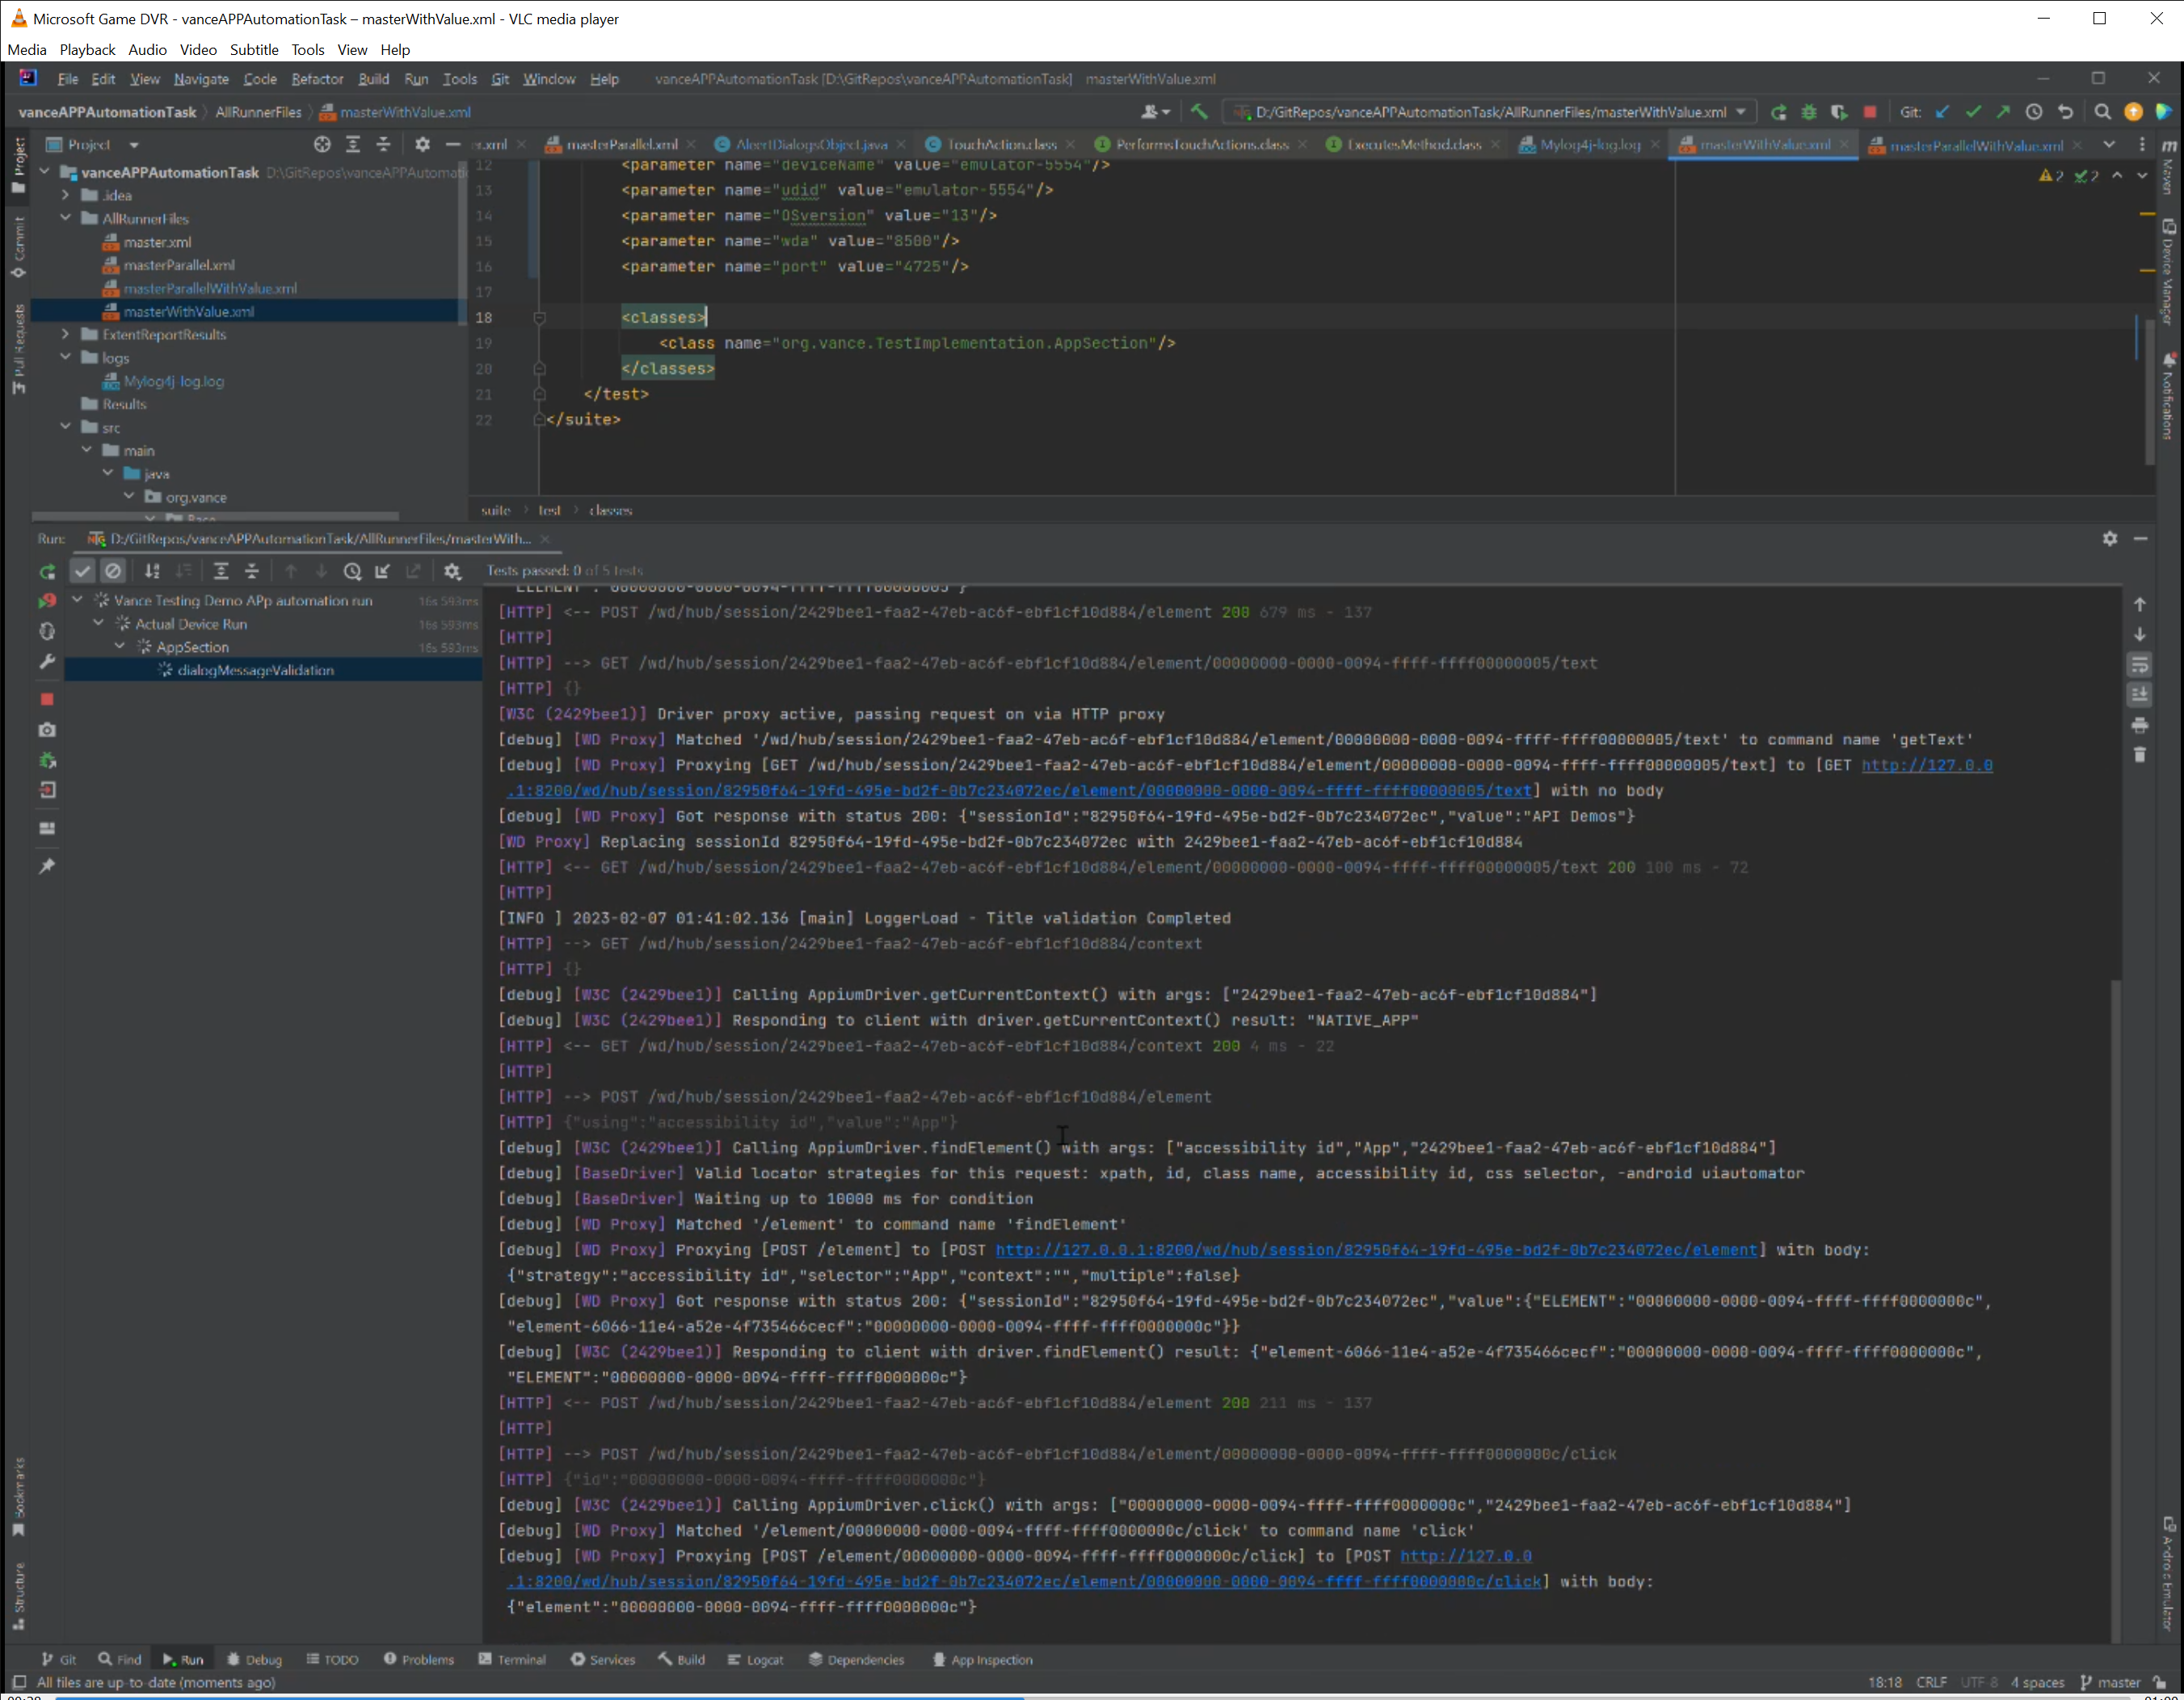 Microsoft Game DVR - vanceAPPAutomationTask – masterWithValue.xml - VLC media player
Media Playback Audio Video Subtitle Tools View Help
File Edit View Navigate Code Refactor Build Run Tools Git Window Help vanceAPPAutomationTask [D:\GitRepos\vanceAPPAutomationTask] masterWithValue.xml
vanceAPPAutomationTask AllRunnerFiles masterWithValue.xml D:/GitRepos/vanceAPPAutomationTask/AllRunnerFiles/masterWithValue.xml Git:
Project er.xml masterParallel.xml AleertDialogsObject.java TouchAction.class PerformsTouchActions.class ExecutesMethod.class Mylog4j-log.log masterWithValue.xml masterParallelWithValue.xml
vanceAPPAutomationTask D:\GitRepos\vanceAPPAutomati
.idea
AllRunnerFiles
master.xml
masterParallel.xml
masterParallelWithValue.xml
masterWithValue.xml
ExtentReportResults
logs
Mylog4j-log.log
Results
src
main
java
org.vance
Base
12 <parameter name="deviceName" value="emulator-5554"/>
13 <parameter name="udid" value="emulator-5554"/>
14 <parameter name="OSversion" value="13"/>
15 <parameter name="wda" value="8500"/>
16 <parameter name="port" value="4725"/>
17
18 <classes>
19 <class name="org.vance.TestImplementation.AppSection"/>
20 </classes>
21 </test>
22 </suite>
2 2
suite test classes
Project
Commit
Pull Requests
Bookmarks
Structure
Maven
Device Manager
Notifications
Android Emulator
Run: D:/GitRepos/vanceAPPAutomationTask/AllRunnerFiles/masterWith...
Tests passed: 0 of 5 tests
Vance Testing Demo APp automation run 16s 593ms
Actual Device Run 16s 593ms
AppSection 16s 593ms
dialogMessageValidation
"ELEMENT":"00000000-0000-0094-ffff-ffff00000005"}
[HTTP] <-- POST /wd/hub/session/2429bee1-faa2-47eb-ac6f-ebf1cf10d884/element 200 679 ms - 137
[HTTP]
[HTTP] --> GET /wd/hub/session/2429bee1-faa2-47eb-ac6f-ebf1cf10d884/element/00000000-0000-0094-ffff-ffff00000005/text
[HTTP] {}
[W3C (2429bee1)] Driver proxy active, passing request on via HTTP proxy
[debug] [WD Proxy] Matched '/wd/hub/session/2429bee1-faa2-47eb-ac6f-ebf1cf10d884/element/00000000-0000-0094-ffff-ffff00000005/text' to command name 'getText'
[debug] [WD Proxy] Proxying [GET /wd/hub/session/2429bee1-faa2-47eb-ac6f-ebf1cf10d884/element/00000000-0000-0094-ffff-ffff00000005/text] to [GET http://127.0.0
.1:8200/wd/hub/session/82950f64-19fd-495e-bd2f-0b7c234072ec/element/00000000-0000-0094-ffff-ffff00000005/text] with no body
[debug] [WD Proxy] Got response with status 200: {"sessionId":"82950f64-19fd-495e-bd2f-0b7c234072ec","value":"API Demos"}
[WD Proxy] Replacing sessionId 82950f64-19fd-495e-bd2f-0b7c234072ec with 2429bee1-faa2-47eb-ac6f-ebf1cf10d884
[HTTP] <-- GET /wd/hub/session/2429bee1-faa2-47eb-ac6f-ebf1cf10d884/element/00000000-0000-0094-ffff-ffff00000005/text 200 100 ms - 72
[HTTP]
[INFO ] 2023-02-07 01:41:02.136 [main] LoggerLoad - Title validation Completed
[HTTP] --> GET /wd/hub/session/2429bee1-faa2-47eb-ac6f-ebf1cf10d884/context
[HTTP] {}
[debug] [W3C (2429bee1)] Calling AppiumDriver.getCurrentContext() with args: ["2429bee1-faa2-47eb-ac6f-ebf1cf10d884"]
[debug] [W3C (2429bee1)] Responding to client with driver.getCurrentContext() result: "NATIVE_APP"
[HTTP] <-- GET /wd/hub/session/2429bee1-faa2-47eb-ac6f-ebf1cf10d884/context 200 4 ms - 22
[HTTP]
[HTTP] --> POST /wd/hub/session/2429bee1-faa2-47eb-ac6f-ebf1cf10d884/element
[HTTP] {"using":"accessibility id","value":"App"}
[debug] [W3C (2429bee1)] Calling AppiumDriver.findElement() with args: ["accessibility id","App","2429bee1-faa2-47eb-ac6f-ebf1cf10d884"]
[debug] [BaseDriver] Valid locator strategies for this request: xpath, id, class name, accessibility id, css selector, -android uiautomator
[debug] [BaseDriver] Waiting up to 10000 ms for condition
[debug] [WD Proxy] Matched '/element' to command name 'findElement'
[debug] [WD Proxy] Proxying [POST /element] to [POST http://127.0.0.1:8200/wd/hub/session/82950f64-19fd-495e-bd2f-0b7c234072ec/element] with body:
{"strategy":"accessibility id","selector":"App","context":"","multiple":false}
[debug] [WD Proxy] Got response with status 200: {"sessionId":"82950f64-19fd-495e-bd2f-0b7c234072ec","value":{"ELEMENT":"00000000-0000-0094-ffff-ffff0000000c",
"element-6066-11e4-a52e-4f735466cecf":"00000000-0000-0094-ffff-ffff0000000c"}}
[debug] [W3C (2429bee1)] Responding to client with driver.findElement() result: {"element-6066-11e4-a52e-4f735466cecf":"00000000-0000-0094-ffff-ffff0000000c",
"ELEMENT":"00000000-0000-0094-ffff-ffff0000000c"}
[HTTP] <-- POST /wd/hub/session/2429bee1-faa2-47eb-ac6f-ebf1cf10d884/element 200 211 ms - 137
[HTTP]
[HTTP] --> POST /wd/hub/session/2429bee1-faa2-47eb-ac6f-ebf1cf10d884/element/00000000-0000-0094-ffff-ffff0000000c/click
[HTTP] {"id":"00000000-0000-0094-ffff-ffff0000000c"}
[debug] [W3C (2429bee1)] Calling AppiumDriver.click() with args: ["00000000-0000-0094-ffff-ffff0000000c","2429bee1-faa2-47eb-ac6f-ebf1cf10d884"]
[debug] [WD Proxy] Matched '/element/00000000-0000-0094-ffff-ffff0000000c/click' to command name 'click'
[debug] [WD Proxy] Proxying [POST /element/00000000-0000-0094-ffff-ffff0000000c/click] to [POST http://127.0.0
.1:8200/wd/hub/session/82950f64-19fd-495e-bd2f-0b7c234072ec/element/00000000-0000-0094-ffff-ffff0000000c/click] with body:
{"element":"00000000-0000-0094-ffff-ffff0000000c"}
Git Find Run Debug TODO Problems Terminal Services Build Logcat Dependencies App Inspection
All files are up-to-date (moments ago) 18:18 CRLF UTF-8 4 spaces master